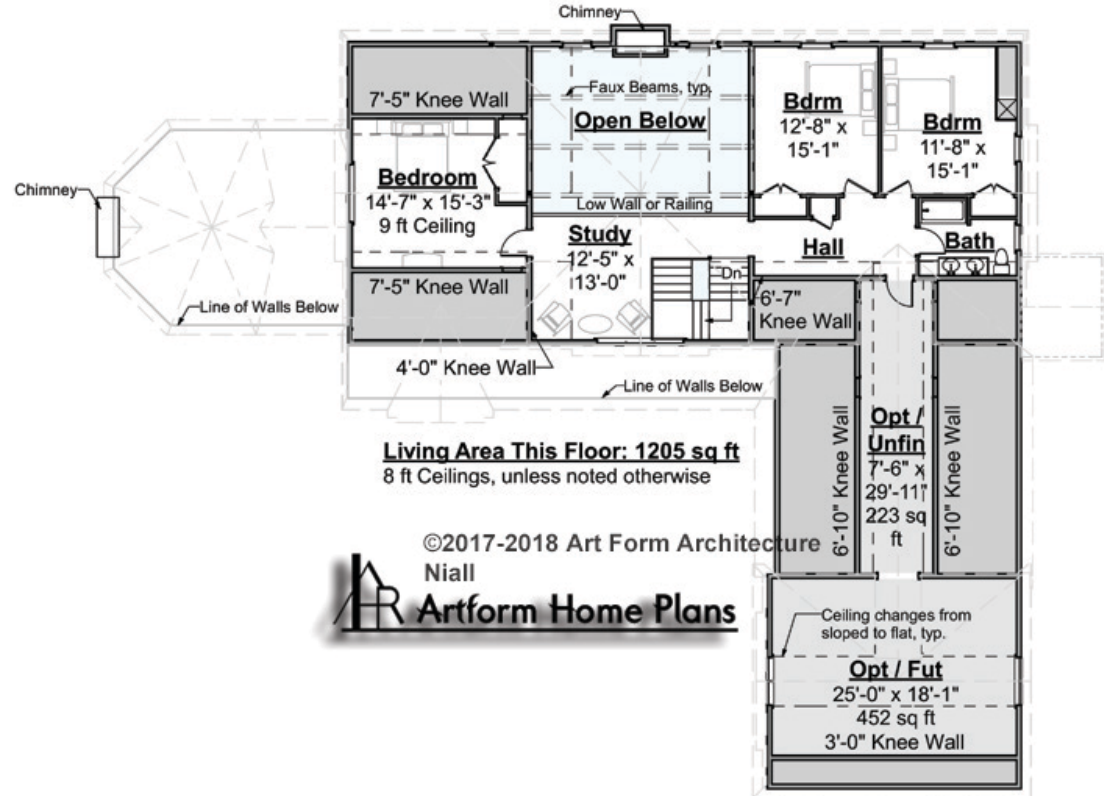 Chimney
7'-5" Knee Wall
Faux Beams, typ.
Open Below
Bdrm
12'-8" x
15'-1"
Bdrm
11'-8" x
15'-1"
Chimney
Bedroom
14'-7" x 15'-3"
9 ft Ceiling
Low Wall or Railing
Study
12'-5" x
13'-0"
Hall
Bath
Dn
7'-5" Knee Wall
6'-7"
Knee Wall
Line of Walls Below
4'-0" Knee Wall
Line of Walls Below
Living Area This Floor: 1205 sq ft
8 ft Ceilings, unless noted otherwise
6'-10" Knee Wall
Opt /
Unfin
7'-6" x
29'-11"
223 sq
ft
6'-10" Knee Wall
©2017-2018 Art Form Architecture
Niall
AFR
Artform Home Plans
Ceiling changes from
sloped to flat, typ.
Opt / Fut
25'-0" x 18'-1"
452 sq ft
3'-0" Knee Wall